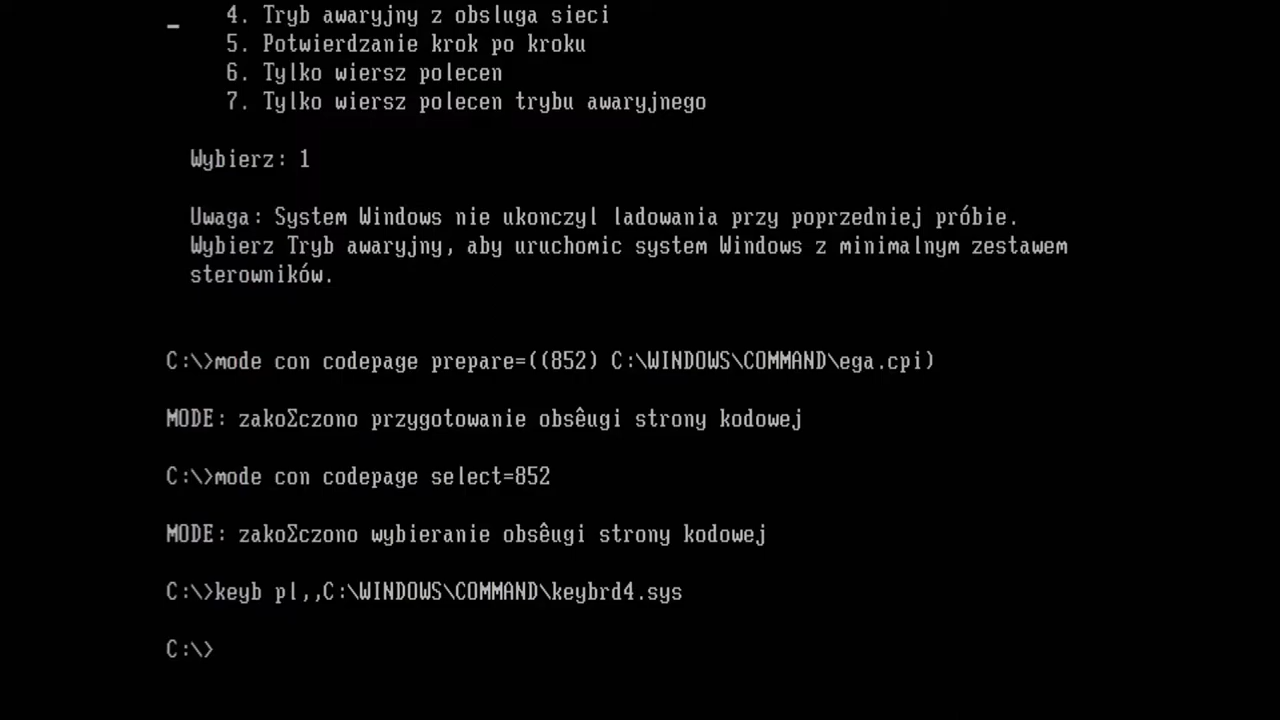 4. Tryb awaryjny z obsluga sieci
5. Potwierdzanie krok po kroku
6. Tylko wiersz polecen
7. Tylko wiersz polecen trybu awaryjnego
Wybierz: 1
Uwaga: System Windows nie ukonczyl ladowania przy poprzedniej próbie.
Wybierz Tryb awaryjny, aby uruchomic system Windows z minimalnym zestawem
sterowników.
C:\>mode con codepage prepare=((852) C:\WINDOWS\COMMAND\ega.cpi)
MODE: zakoΣczono przygotowanie obsêugi strony kodowej
C:\>mode con codepage select=852
MODE: zakoΣczono wybieranie obsêugi strony kodowej
C:\>keyb pl,,C:\WINDOWS\COMMAND\keybrd4.sys
C:\>